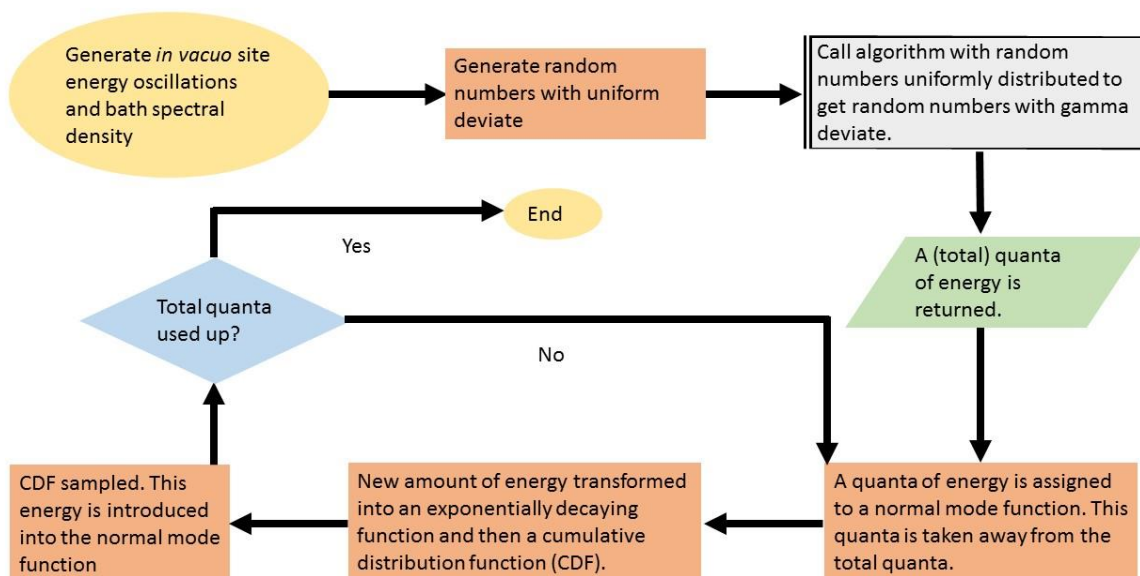 Generate in vacuo site
energy oscillations
and bath spectral
density
Generate random
numbers with uniform
deviate
Call algorithm with random
numbers uniformly distributed to
get random numbers with gamma
deviate.
A (total) quanta
of energy is
returned.
End
Yes
Total quanta
used up?
No
A quanta of energy is assigned
to a normal mode function. This
quanta is taken away from the
total quanta.
New amount of energy transformed
into an exponentially decaying
function and then a cumulative
distribution function (CDF).
CDF sampled. This
energy is introduced
into the normal mode
function